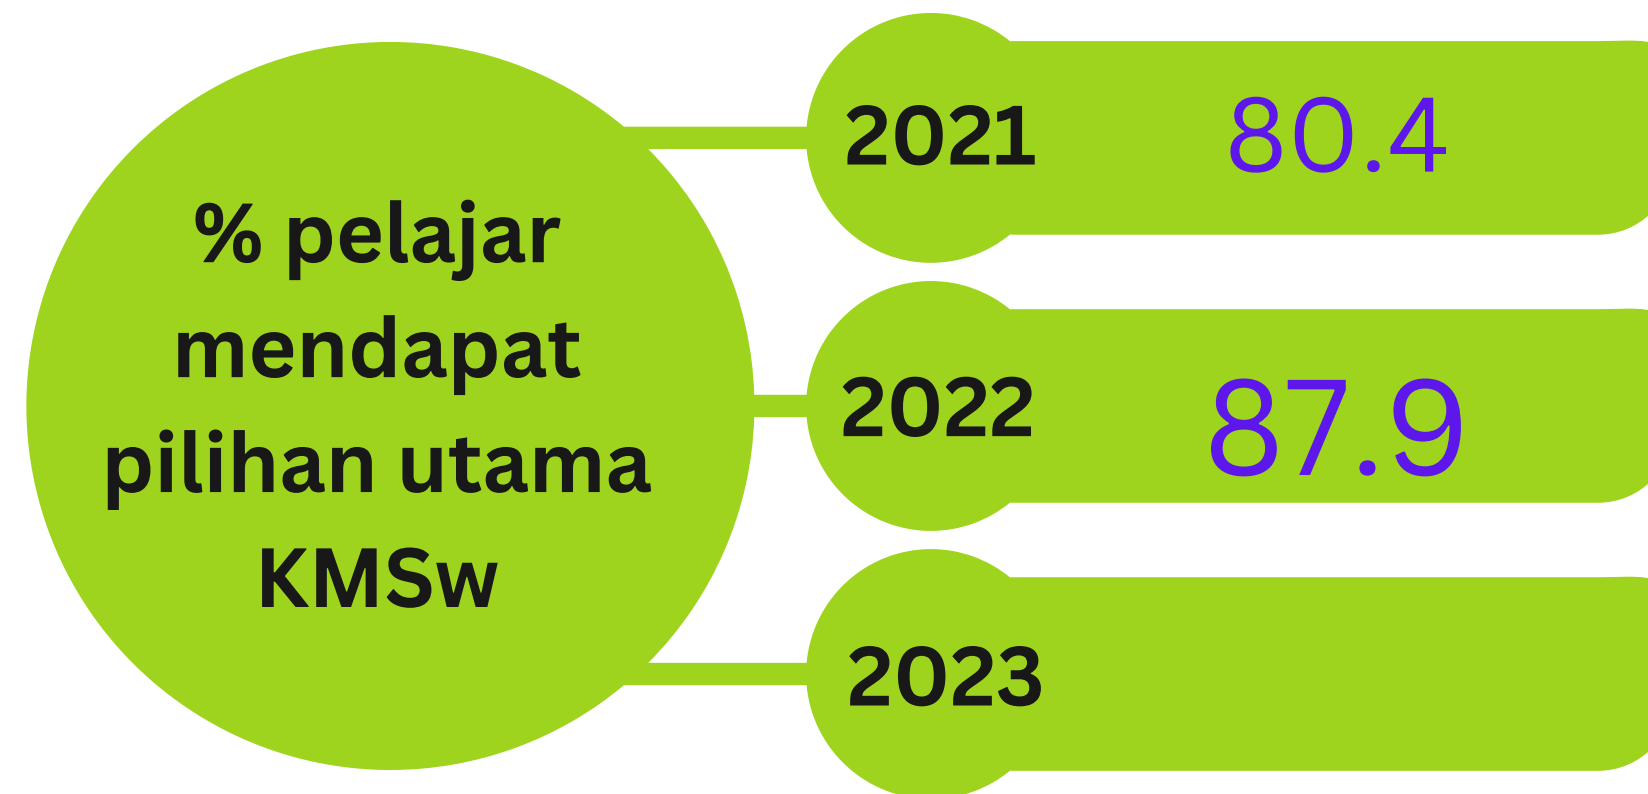 % pelajar
mendapat
pilihan utama
KMSw
2021 80.4
2022 87.9
2023